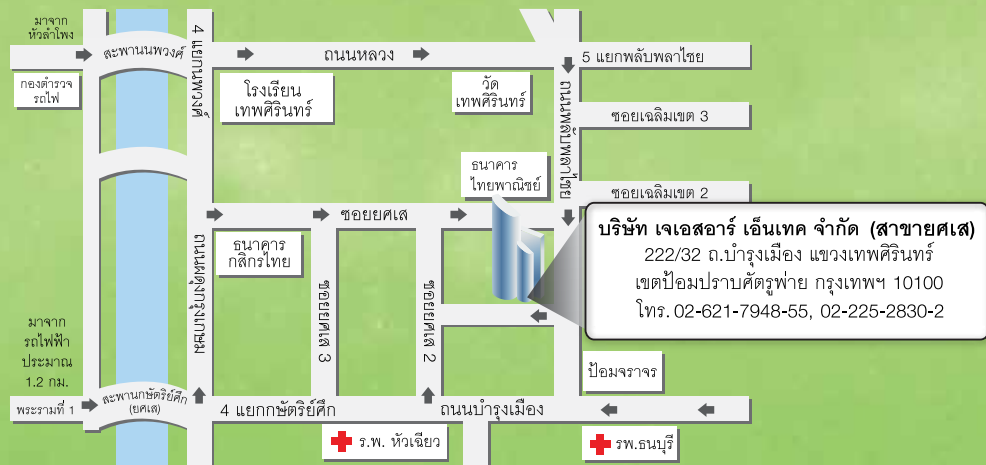 มาจาก
หัวลำโพง
สะพานนพวงศ์
4 แยกนพวงศ์
ถนนหลวง
5 แยกพลับพลาไชย
กองตำรวจ
รถไฟ
โรงเรียน
เทพศิรินทร์
วัด
เทพศิรินทร์
ถนนพลับพลาไชย
ซอยเฉลิมเขต 3
ธนาคาร
ไทยพาณิชย์
ซอยเฉลิมเขต 2
ซอยยศเส
ธนาคาร
กสิกรไทย
ถนนผดุงกรุงเกษม
ซอยยศเส 3
ซอยยศเส 2
บริษัท เจเอสอาร์ เอ็นเทค จำกัด (สาขายศเส)
222/32 ถ.บำรุงเมือง แขวงเทพศิรินทร์
เขตป้อมปราบศัตรูพ่าย กรุงเทพฯ 10100
โทร. 02-621-7948-55, 02-225-2830-2
มาจาก
รถไฟฟ้า
ประมาณ
1.2 กม.
ป้อมจราจร
พระรามที่ 1
สะพานกษัตริย์ศึก
(ยศเส)
4 แยกกษัตริย์ศึก
ถนนบำรุงเมือง
ร.พ. หัวเฉียว
รพ.ธนบุรี